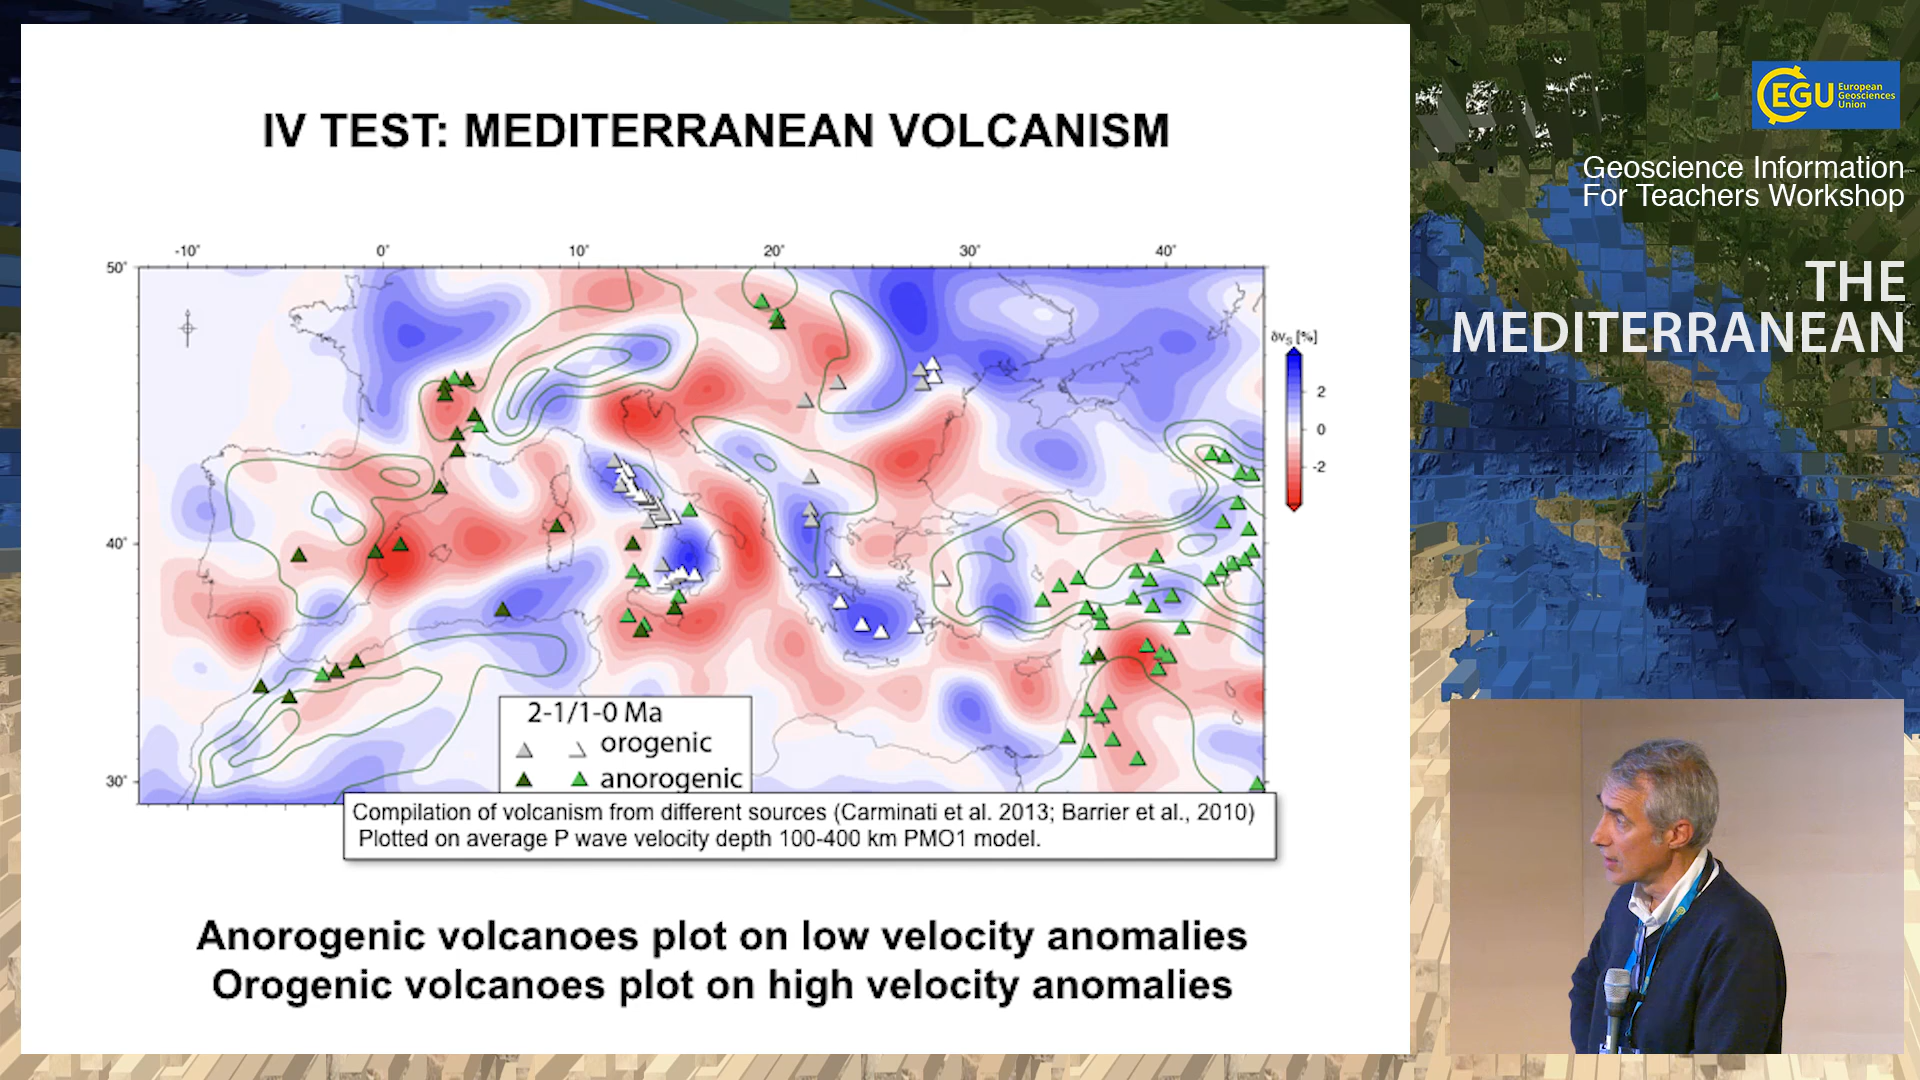 IV TEST: MEDITERRANEAN VOLCANISM
-10°
0°
10°
20°
30°
40°
50°
40°
30°
δvS [%]
2
0
-2
2-1/1-0 Ma
orogenic
anorogenic
Compilation of volcanism from different sources (Carminati et al. 2013; Barrier et al., 2010)
Plotted on average P wave velocity depth 100-400 km PMO1 model.
Anorogenic volcanoes plot on low velocity anomalies
Orogenic volcanoes plot on high velocity anomalies
EGU
European
Geosciences
Union
Geoscience Information
For Teachers Workshop
THE
MEDITERRANEAN